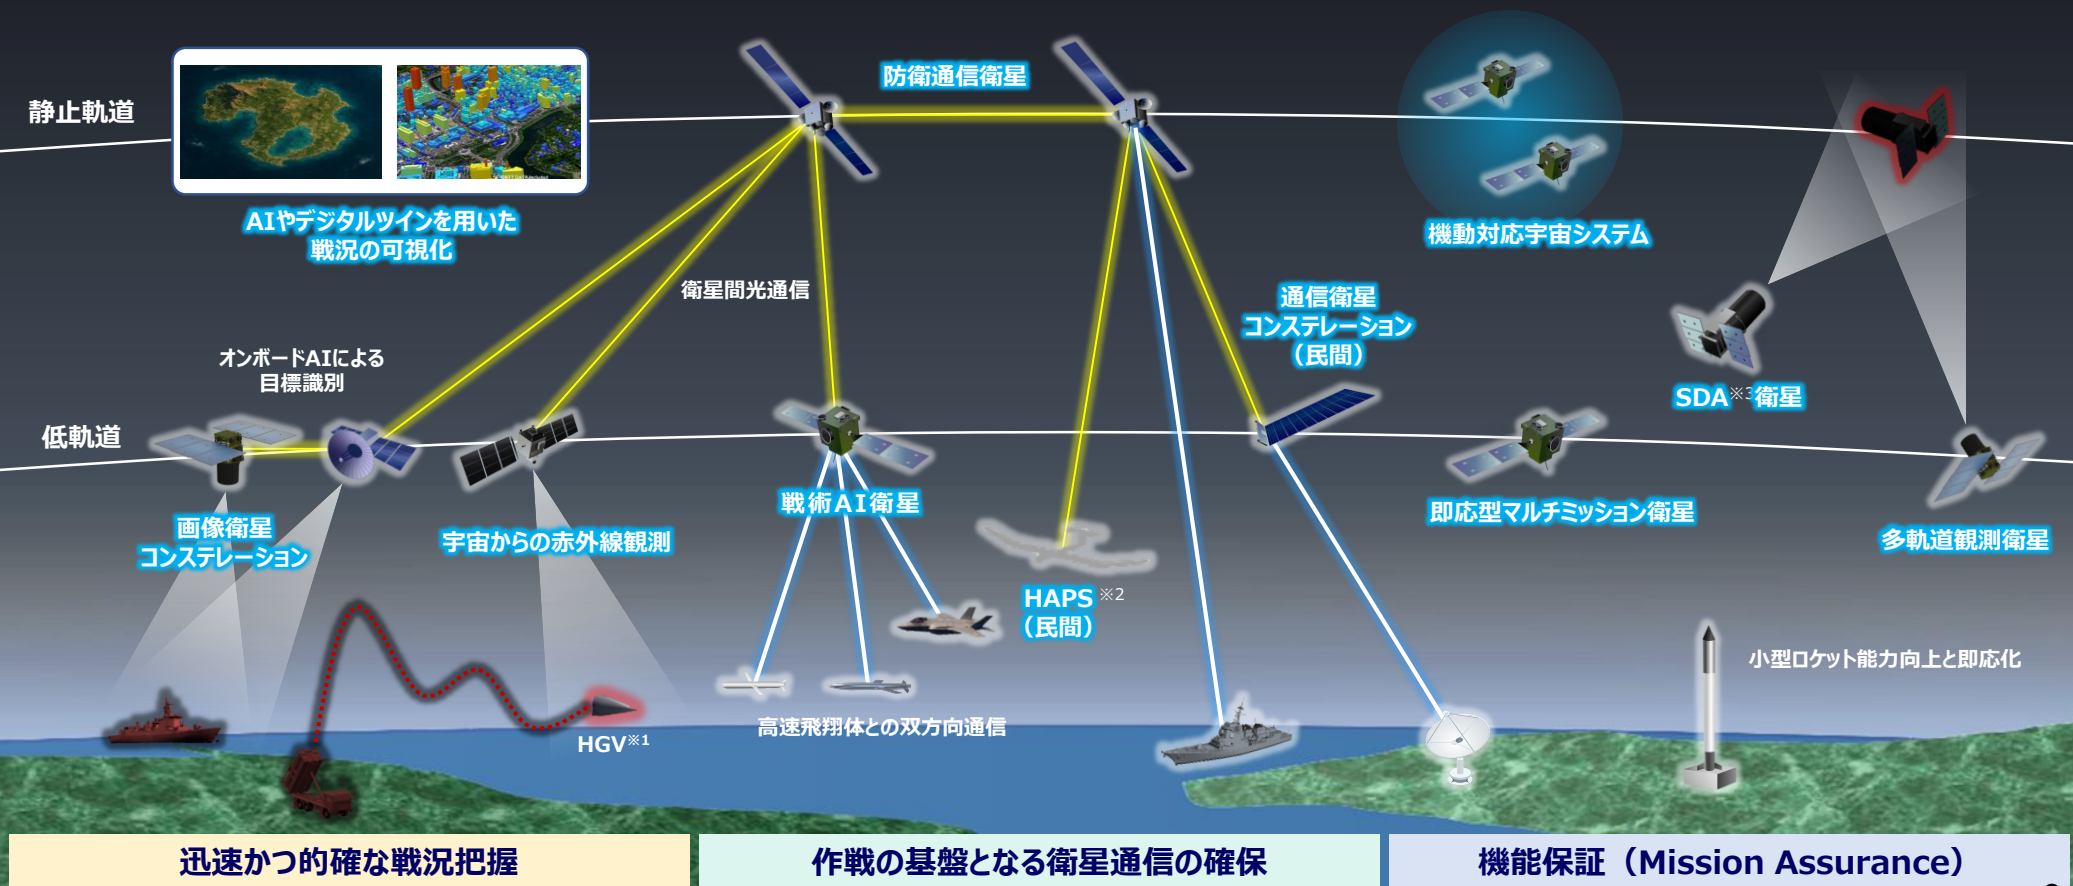 静止軌道
防衛通信衛星
AIやデジタルツインを用いた
戦況の可視化
機動対応宇宙システム
衛星間光通信
通信衛星
コンステレーション
（民間）
オンボードAIによる
目標識別
SDA※3衛星
低軌道
画像衛星
コンステレーション
宇宙からの赤外線観測
戦術AI衛星
即応型マルチミッション衛星
多軌道観測衛星
HAPS※2
（民間）
小型ロケット能力向上と即応化
高速飛翔体との双方向通信
HGV※1
迅速かつ的確な戦況把握
作戦の基盤となる衛星通信の確保
機能保証（Mission Assurance）